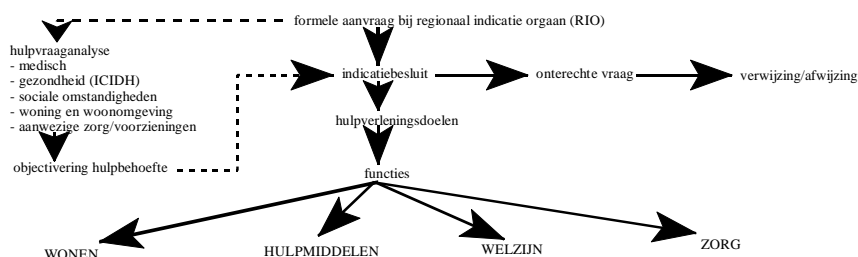 formele aanvraag bij regionaal indicatie orgaan (RIO)
hulpvraaganalyse
- medisch
- gezondheid (ICIDH)
- sociale omstandigheden
- woning en woonomgeving
- aanwezige zorg/voorzieningen
indicatiebesluit
onterechte vraag
verwijzing/afwijzing
hulpverleningsdoelen
objectivering hulpbehoefte
functies
WONEN
HULPMIDDELEN
WELZIJN
ZORG